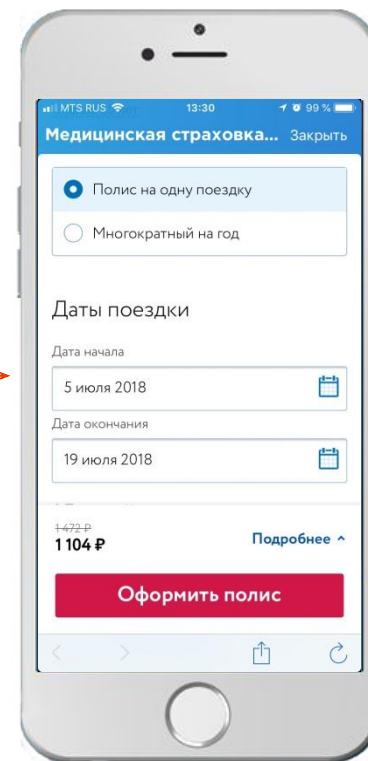 MTS RUS 13:30 99 %
Медицинская страховка... Закрыть
Полис на одну поездку
Многократный на год
Даты поездки
Дата начала
5 июля 2018
Дата окончания
19 июля 2018
1 472 ₽
1 104 ₽
Подробнее
Оформить полис